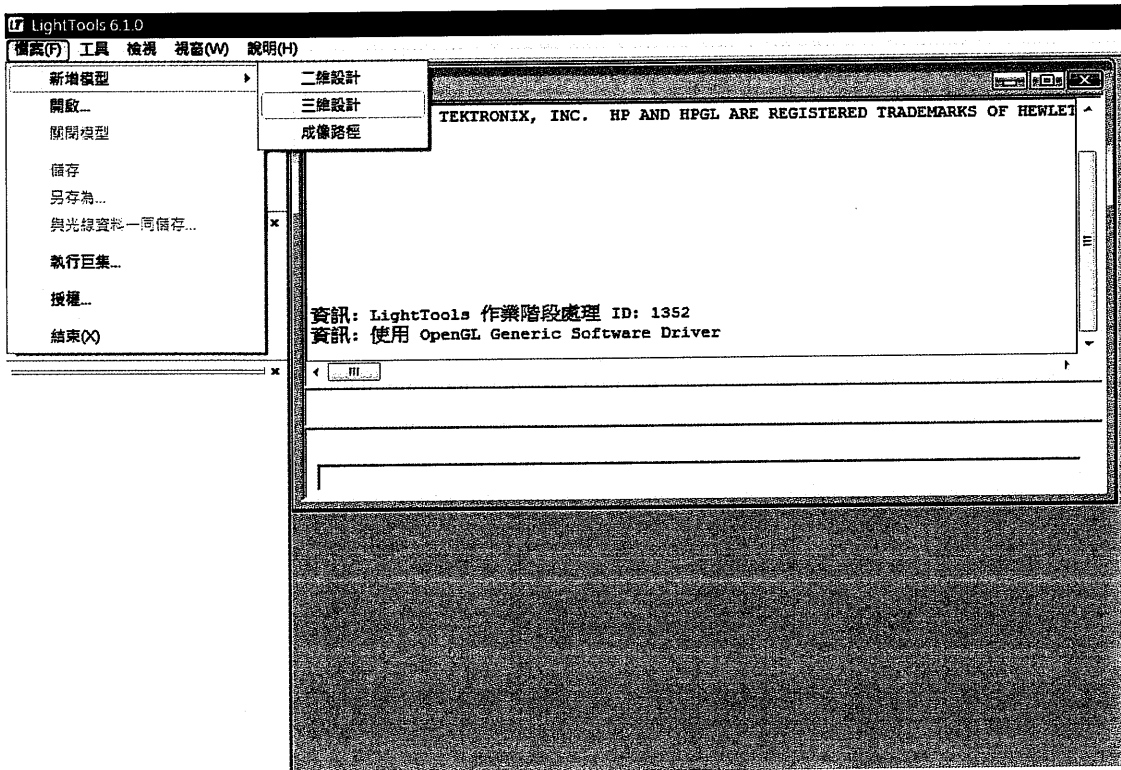 LightTools 6.1.0
檔案(F) 工具 檢視 視窗(W) 說明(H)
新增模型
開啟...
關閉模型
儲存
另存為...
與光線資料一同儲存...
執行巨集...
授權...
結束(X)
二維設計
三維設計
成像路徑
TEKTRONIX, INC. HP AND HPGL ARE REGISTERED TRADEMARKS OF HEWLET
資訊: LightTools 作業階段處理 ID: 1352
資訊: 使用 OpenGL Generic Software Driver